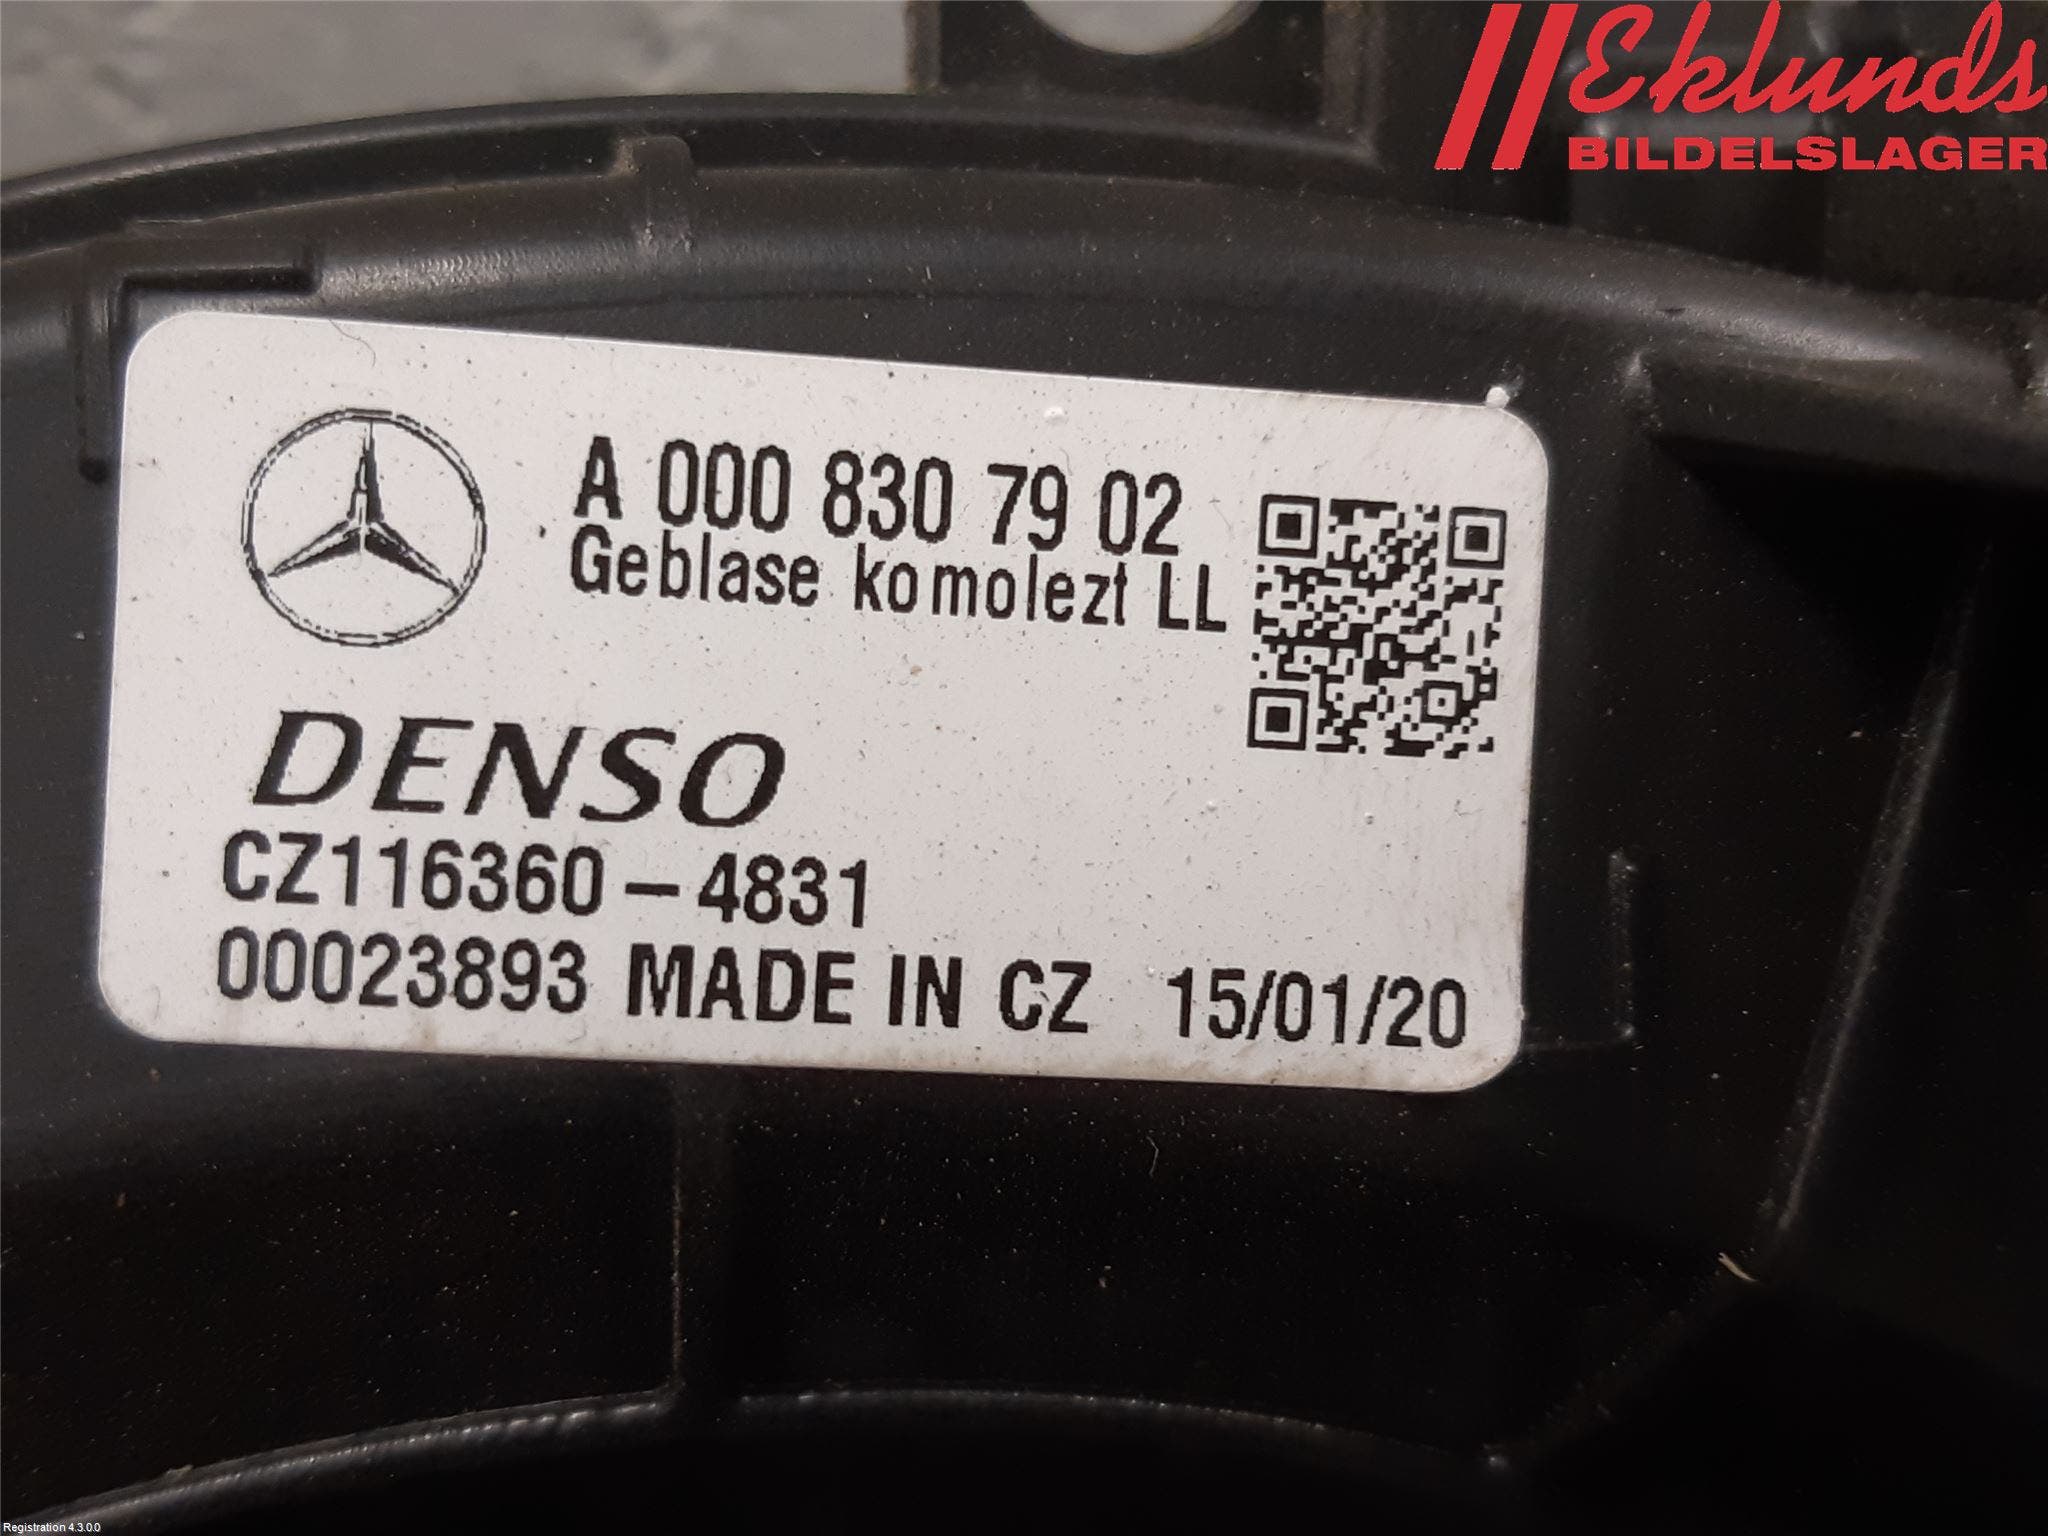 Eklunds
BILDELSLAGER
A 000 830 79 02
Geblase komolezt LL
DENSO
CZ116360-4831
00023893 MADE IN CZ 15/01/20
Registration 4.3.0.0